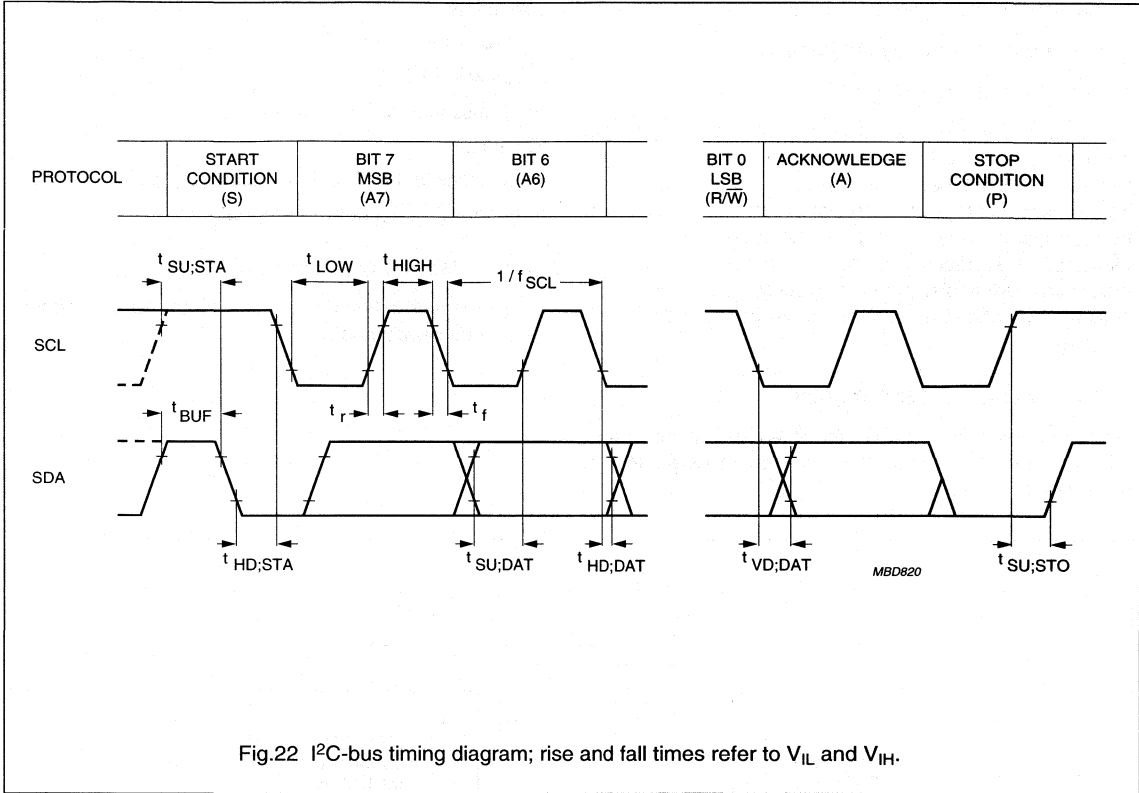 PROTOCOL
START
CONDITION
(S)
BIT 7
MSB
(A7)
BIT 6
(A6)
BIT 0
LSB
(R/W̅)
ACKNOWLEDGE
(A)
STOP
CONDITION
(P)
t SU;STA
t LOW
t HIGH
1 / f SCL
SCL
t BUF
t r
t f
SDA
t HD;STA
t SU;DAT
t HD;DAT
t VD;DAT
MBD820
t SU;STO
Fig.22 I²C-bus timing diagram; rise and fall times refer to VIL and VIH.